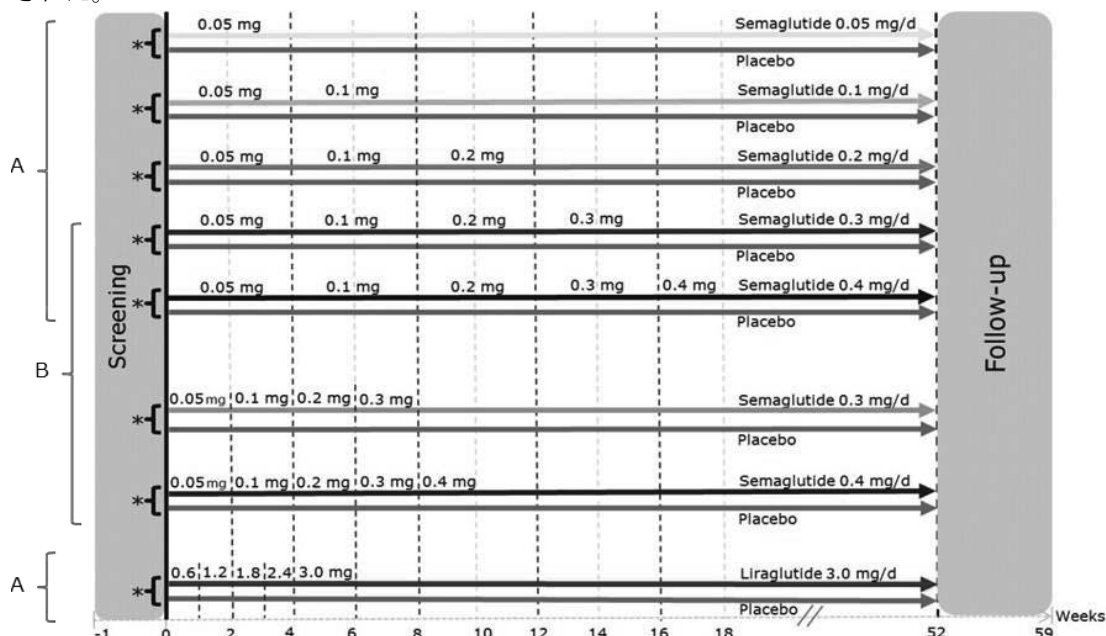 0.05 mg Semaglutide 0.05 mg/d
*
Placebo
0.05 mg 0.1 mg Semaglutide 0.1 mg/d
*
Placebo
A
0.05 mg 0.1 mg 0.2 mg Semaglutide 0.2 mg/d
*
Placebo
0.05 mg 0.1 mg 0.2 mg 0.3 mg Semaglutide 0.3 mg/d
*
Placebo
0.05 mg 0.1 mg 0.2 mg 0.3 mg 0.4 mg Semaglutide 0.4 mg/d
*
Placebo
Screening
Follow-up
B
0.05 mg 0.1 mg 0.2 mg 0.3 mg Semaglutide 0.3 mg/d
*
Placebo
0.05 mg 0.1 mg 0.2 mg 0.3 mg 0.4 mg Semaglutide 0.4 mg/d
*
Placebo
A
0.6 1.2 1.8 2.4 3.0 mg Liraglutide 3.0 mg/d
*
Placebo
-1 0 2 4 6 8 10 12 14 16 18 // 52 59 Weeks